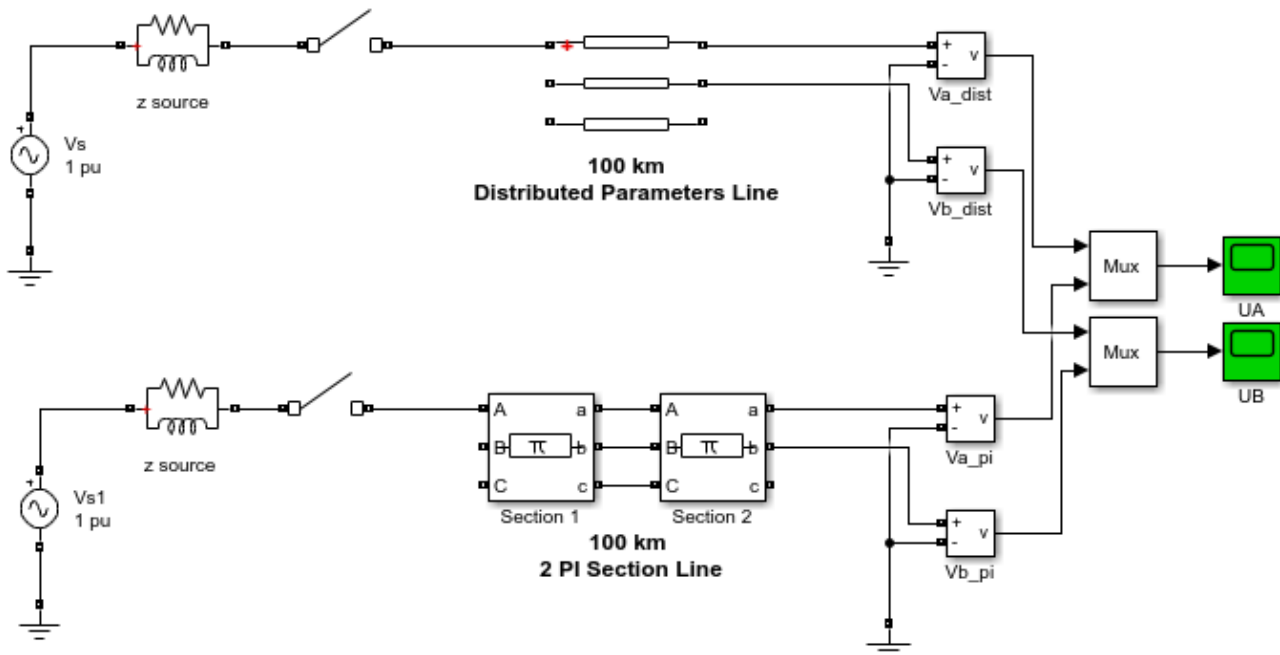 z source
Vs
1 pu
100 km
Distributed Parameters Line
+
-
v
Va_dist
+
-
v
Vb_dist
Mux
UA
Mux
UB
z source
Vs1
1 pu
A a
B π b
C c
Section 1
A a
B π b
C c
Section 2
100 km
2 PI Section Line
+
-
v
Va_pi
+
-
v
Vb_pi